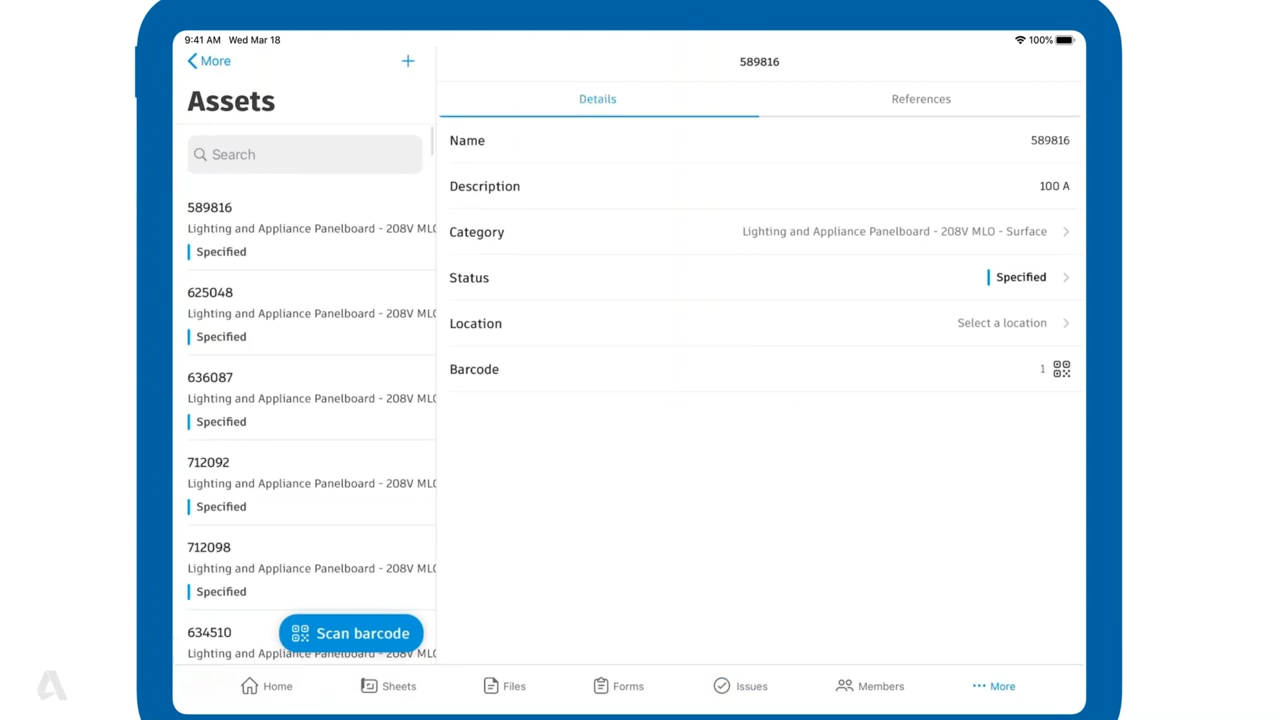 9:41 AM Wed Mar 18
100%
More
+
Assets
Search
589816
Lighting and Appliance Panelboard - 208V MLO
Specified
625048
Lighting and Appliance Panelboard - 208V MLO
Specified
636087
Lighting and Appliance Panelboard - 208V MLO
Specified
712092
Lighting and Appliance Panelboard - 208V MLO
Specified
712098
Lighting and Appliance Panelboard - 208V MLO
Specified
634510
Lighting and Appliance Panelboard - 208V MLO
Scan barcode
589816
Details References
Name 589816
Description 100 A
Category Lighting and Appliance Panelboard - 208V MLO - Surface
Status Specified
Location Select a location
Barcode 1
Home Sheets Files Forms Issues Members More